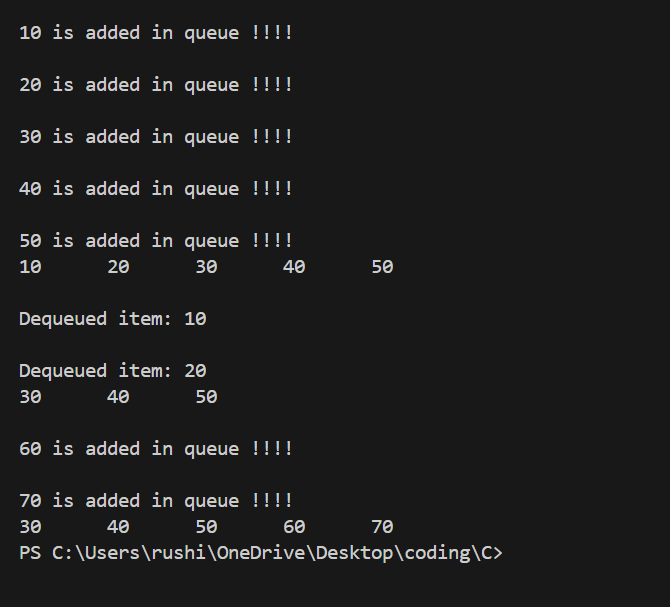 10 is added in queue !!!!
20 is added in queue !!!!
30 is added in queue !!!!
40 is added in queue !!!!
50 is added in queue !!!!
10      20      30      40      50
Dequeued item: 10
Dequeued item: 20
30      40      50
60 is added in queue !!!!
70 is added in queue !!!!
30      40      50      60      70
PS C:\Users\rushi\OneDrive\Desktop\coding\C>